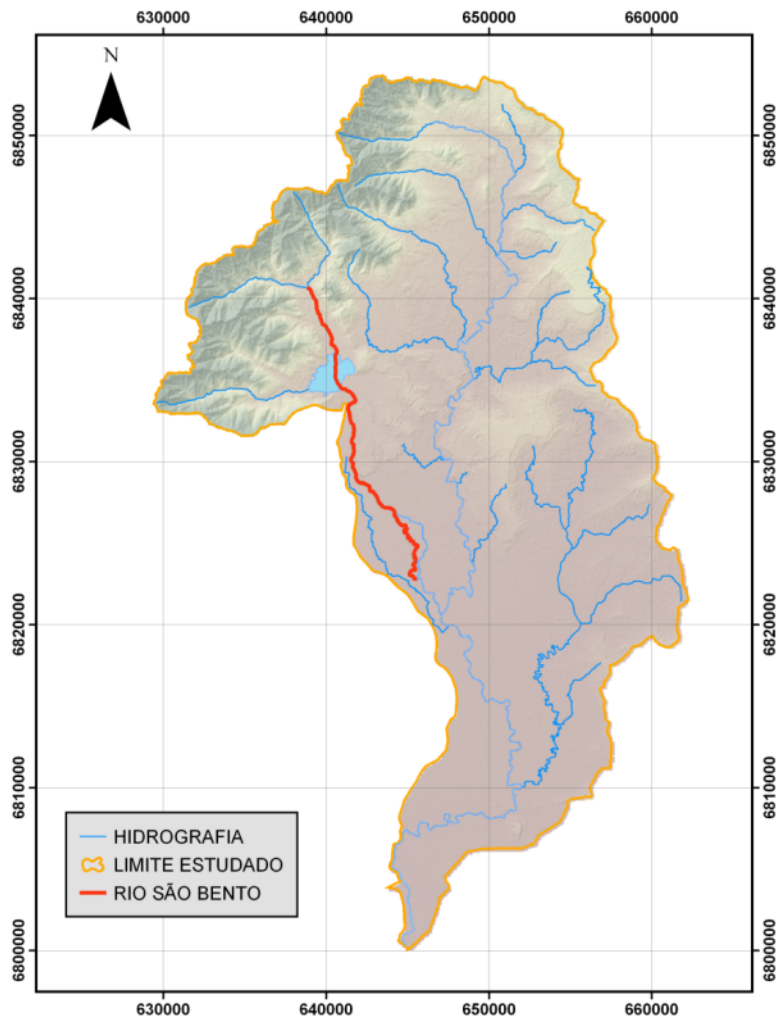 630000 640000 650000 660000
N
6850000 6850000
6840000 6840000
6830000 6830000
6820000 6820000
6810000 6810000
6800000 6800000
HIDROGRAFIA
LIMITE ESTUDADO
RIO SÃO BENTO
630000 640000 650000 660000